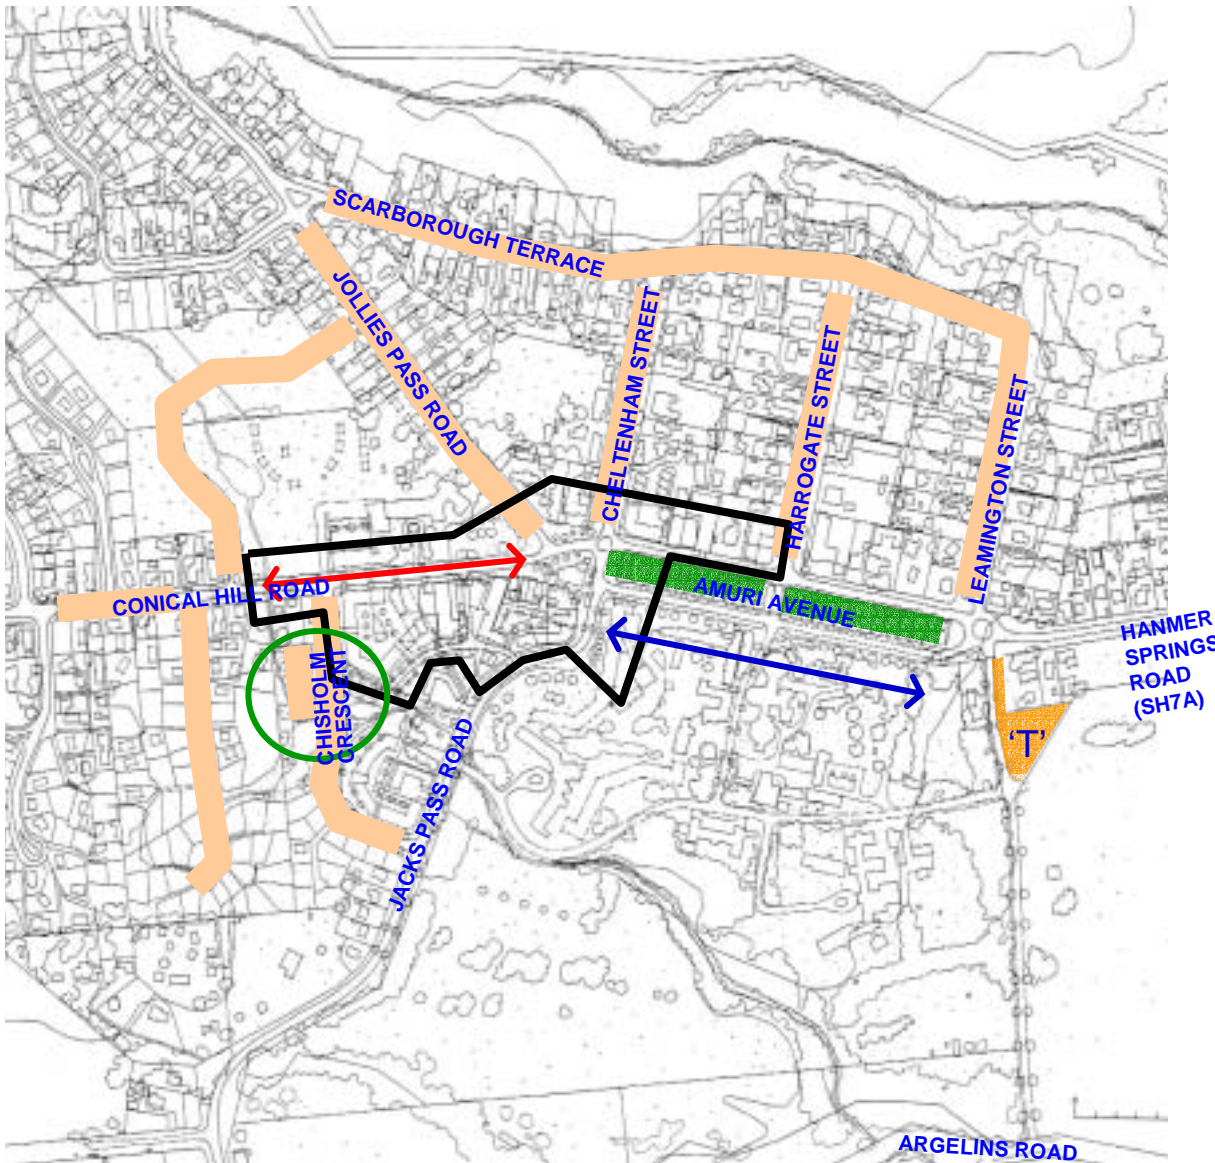 SCARBOROUGH TERRACE
JOLLIES PASS ROAD
CHELTENHAM STREET
HARROGATE STREET
LEAMINGTON STREET
CONICAL HILL ROAD
AMURI AVENUE
HANMER
SPRINGS
ROAD
(SH7A)
CHISHOLM
CRESCENT
'T'
JACKS PASS ROAD
ARGELINS ROAD